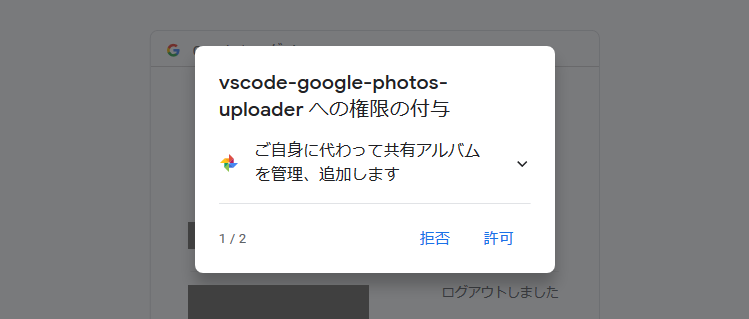 vscode-google-photos-
uploader への権限の付与
ご自身に代わって共有アルバム
を管理、追加します
1 / 2
拒否
許可
ログアウトしました